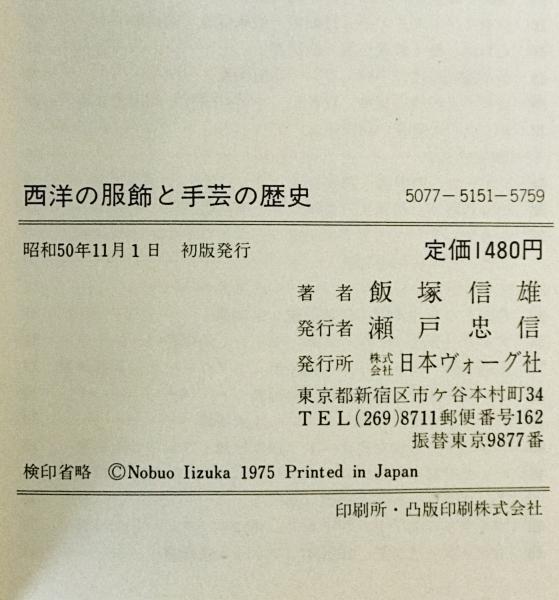 西洋の服飾と手芸の歴史 5077-5151-5759
昭和50年11月1日 初版発行 定価1480円
著者 飯塚信雄
発行者 瀬戸忠信
発行所 株式会社 日本ヴォーグ社
東京都新宿区市ケ谷本村町34
TEL(269)8711郵便番号162
振替東京9877番
検印省略 ©Nobuo Iizuka 1975 Printed in Japan
印刷所・凸版印刷株式会社